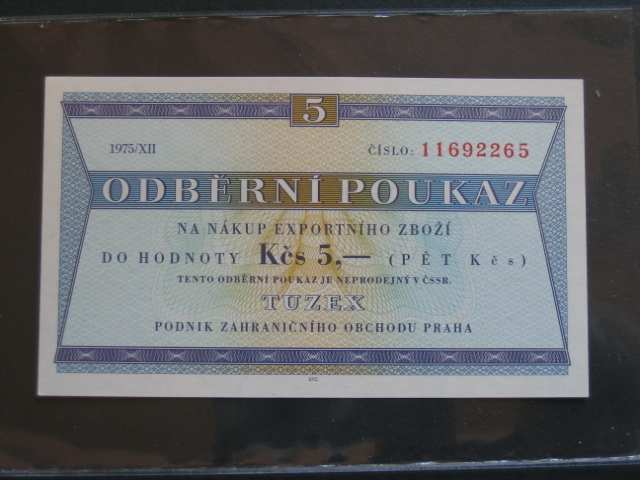 5
1975/XII ČÍSLO: 11692265
ODBĚRNÍ POUKAZ
NA NÁKUP EXPORTNÍHO ZBOŽÍ
DO HODNOTY Kčs 5,— (PĚT Kčs)
TENTO ODBĚRNÍ POUKAZ JE NEPRODEJNÝ V ČSSR.
TUZEX
PODNIK ZAHRANIČNÍHO OBCHODU PRAHA